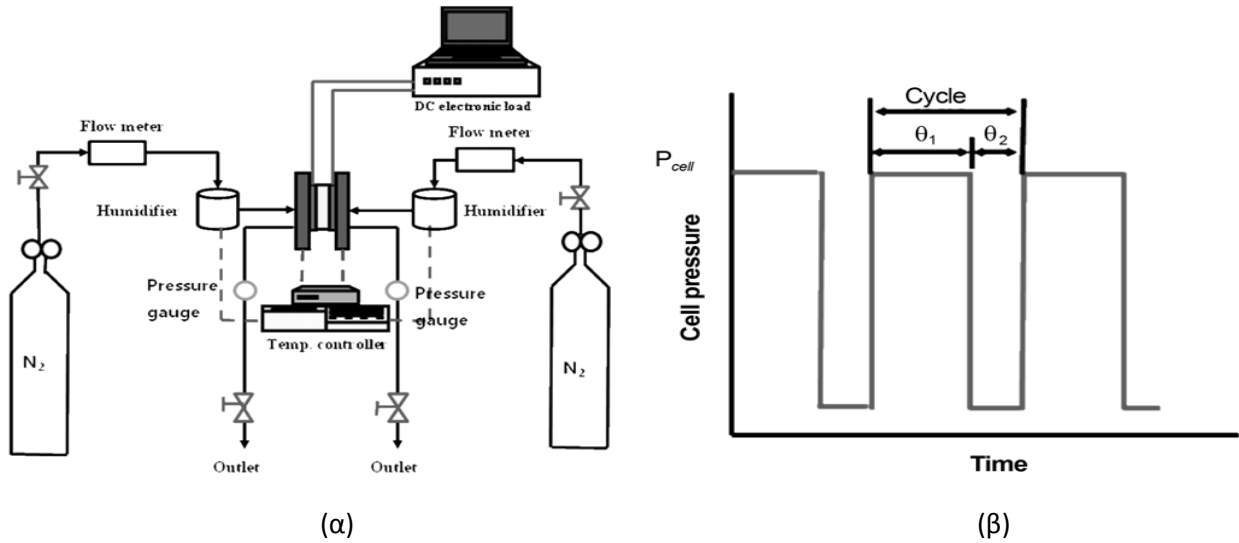 DC electronic load
Flow meter
Flow meter
Humidifier
Humidifier
Pressure
gauge
Pressure
gauge
N2
N2
Temp. controller
Outlet
Outlet
(α)
Cycle
θ1
θ2
Pcell
Cell pressure
Time
(β)